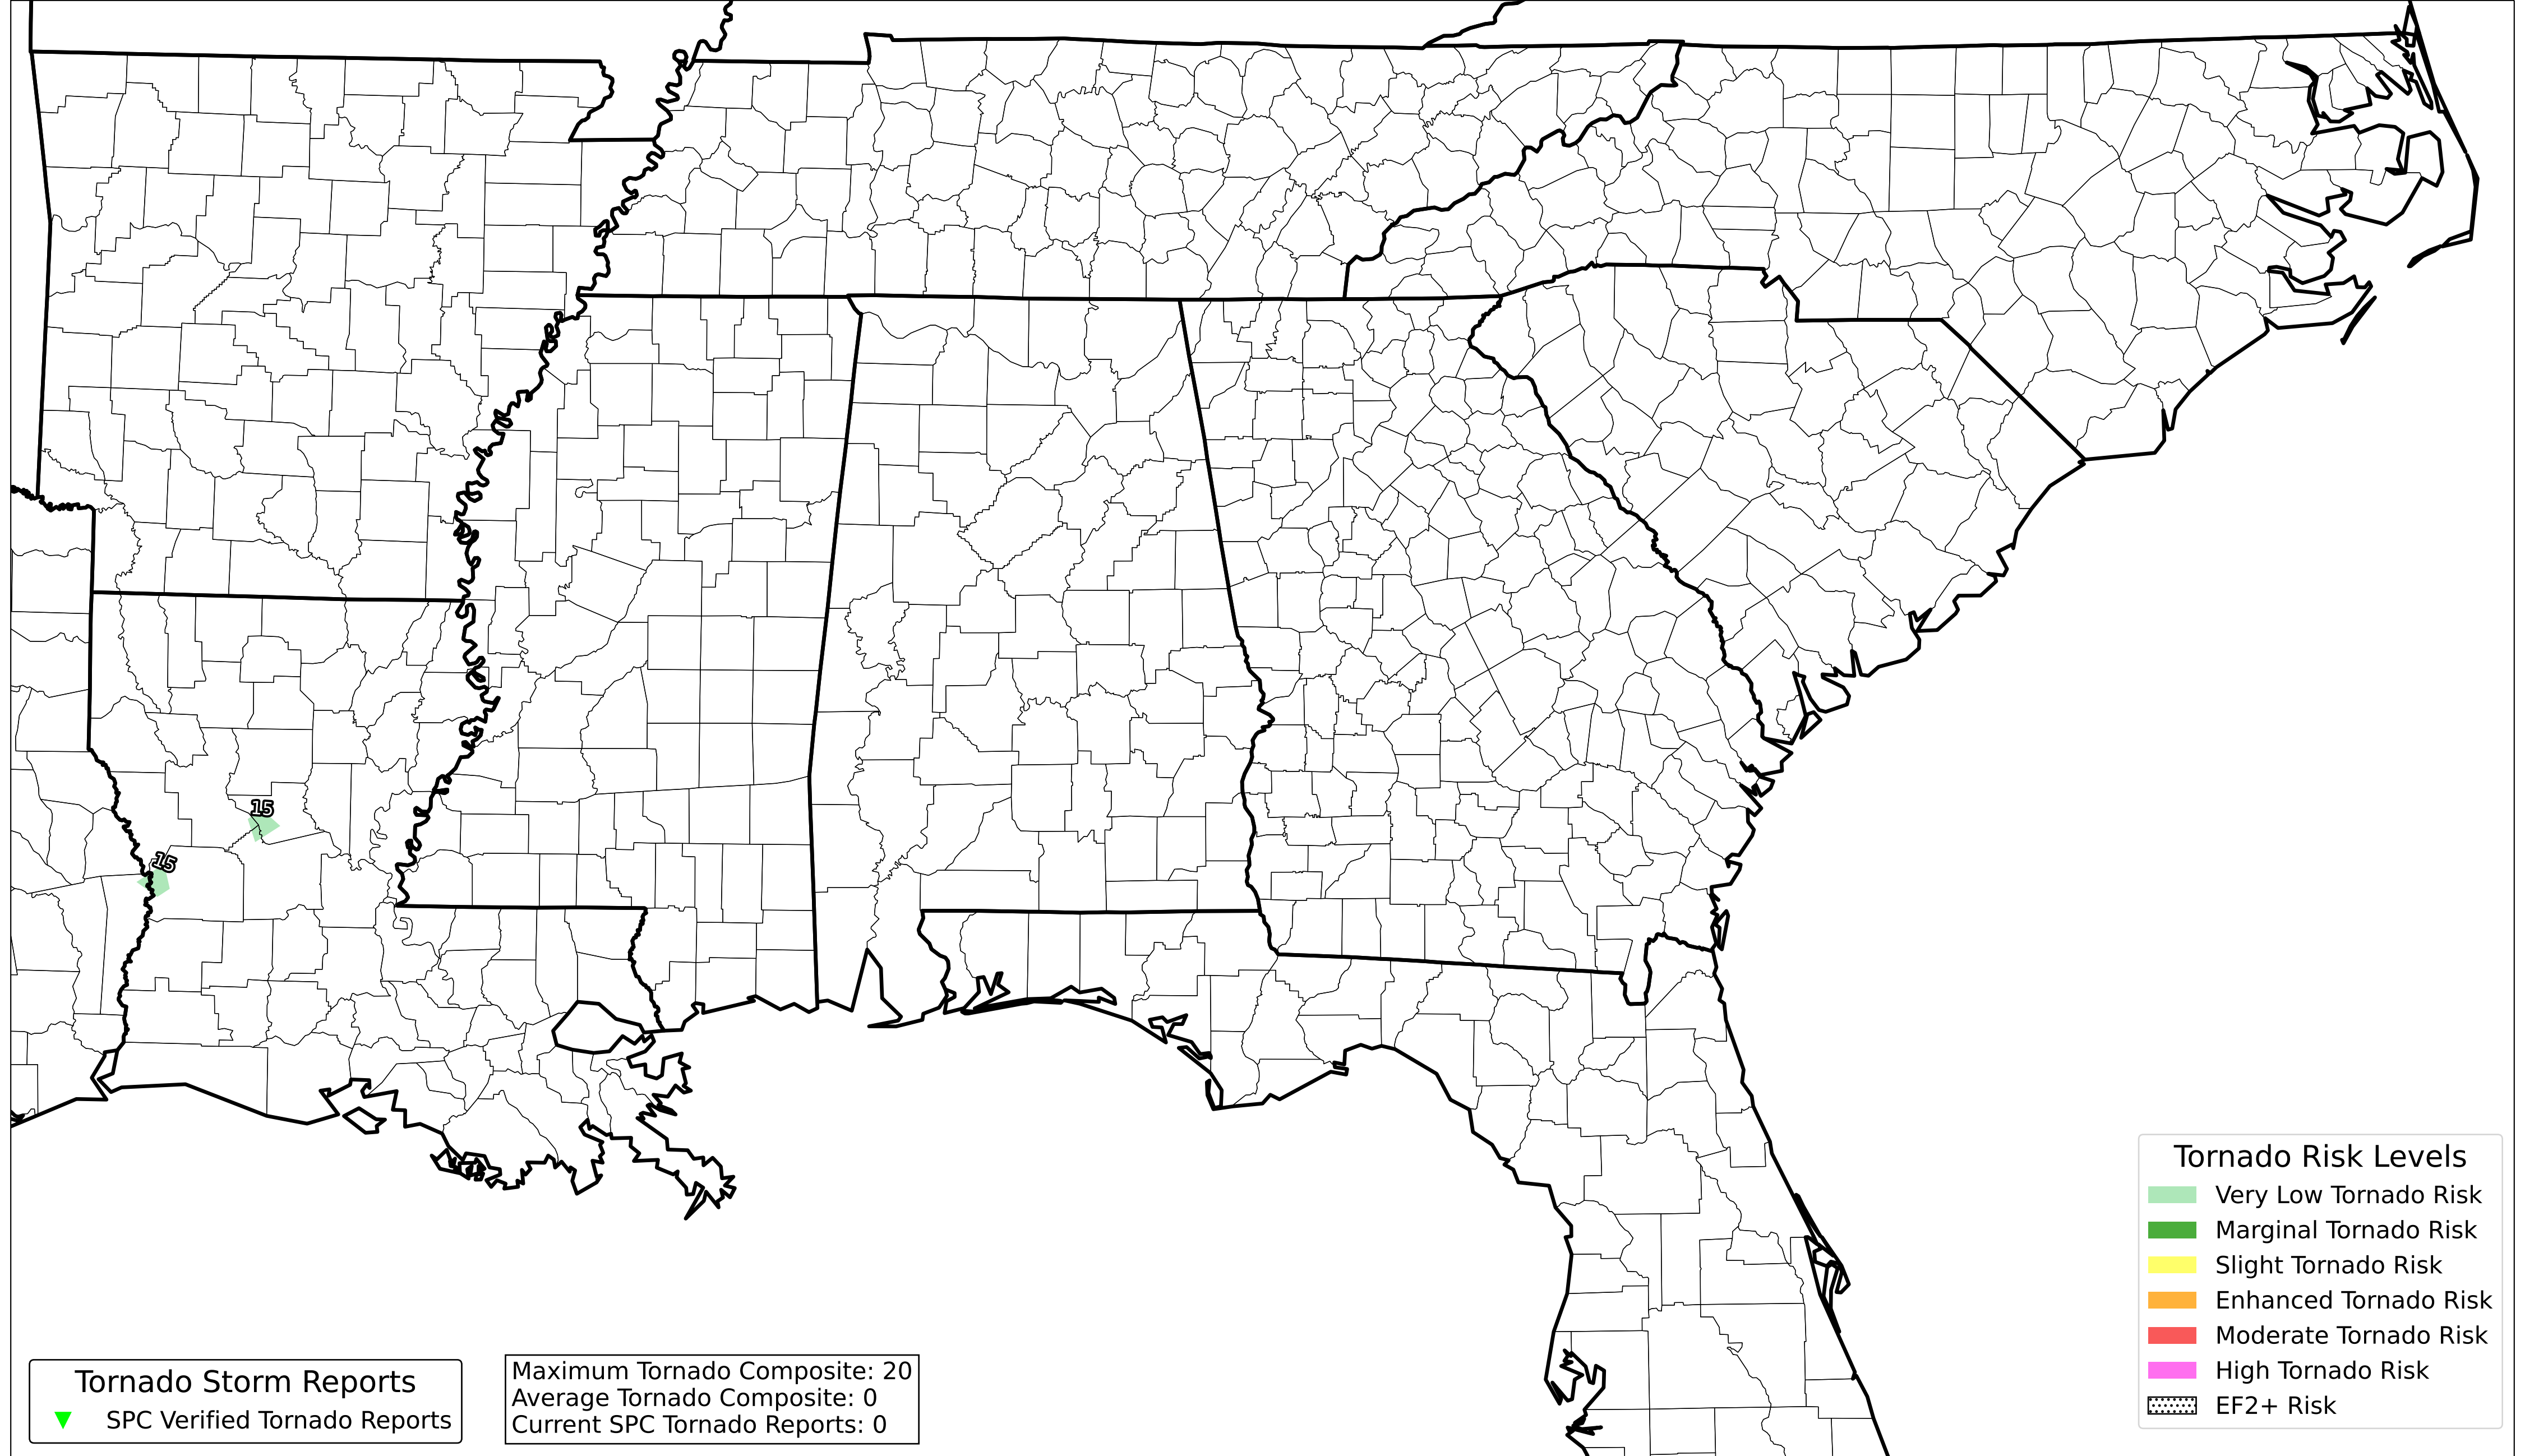 15
15
Tornado Risk Levels
Very Low Tornado Risk
Marginal Tornado Risk
Slight Tornado Risk
Enhanced Tornado Risk
Moderate Tornado Risk
High Tornado Risk
EF2+ Risk
Tornado Storm Reports
SPC Verified Tornado Reports
Maximum Tornado Composite: 20
Average Tornado Composite: 0
Current SPC Tornado Reports: 0